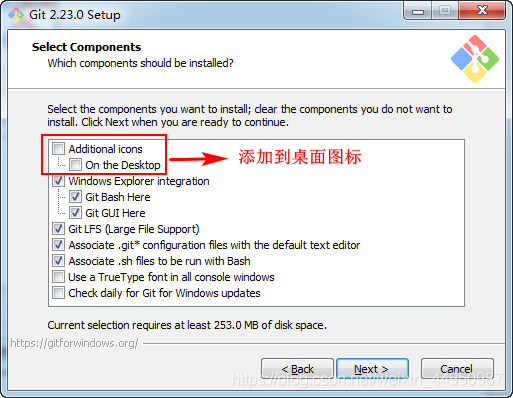 Git 2.23.0 Setup
Select Components
Which components should be installed?
Select the components you want to install; clear the components you do not want to
install. Click Next when you are ready to continue.
Additional icons
On the Desktop
添加到桌面图标
Windows Explorer integration
Git Bash Here
Git GUI Here
Git LFS (Large File Support)
Associate .git* configuration files with the default text editor
Associate .sh files to be run with Bash
Use a TrueType font in all console windows
Check daily for Git for Windows updates
Current selection requires at least 253.0 MB of disk space.
https://gitforwindows.org/
< Back
Next >
Cancel
https://blog.csdn.net/weixin_44950987